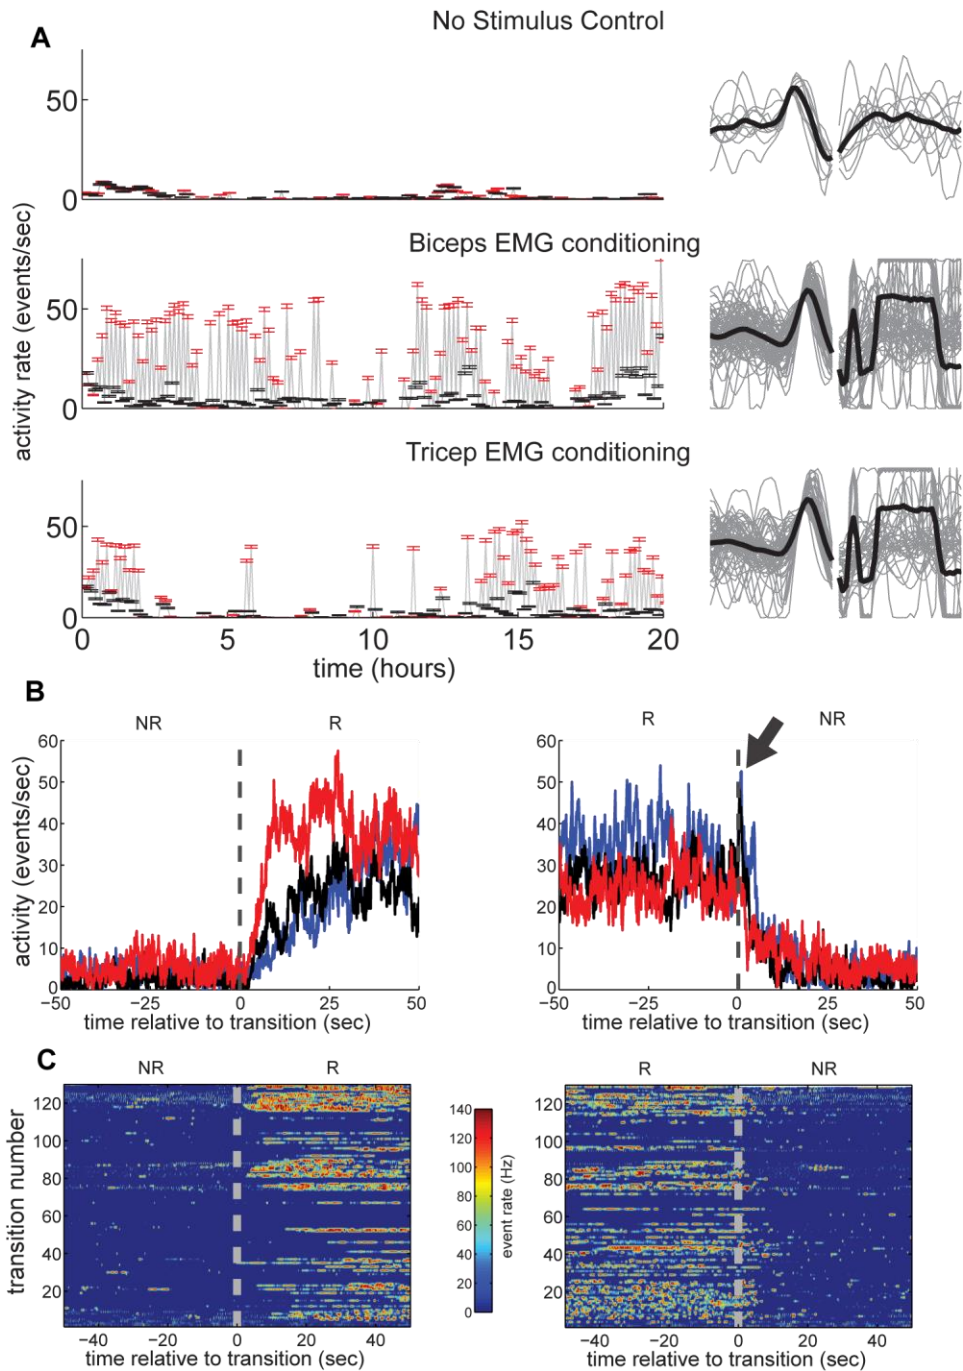 No Stimulus Control
A
50
0
Biceps EMG conditioning
50
0
Tricep EMG conditioning
50
0
activity rate (events/sec)
0 5 10 15 20
time (hours)
B
NR R R NR
60 60
50 50
40 40
30 30
20 20
10 10
0 0
activity (events/sec)
−50 −25 0 25 50 −50 −25 0 25 50
time relative to transition (sec) time relative to transition (sec)
C
NR R R NR
120 140 120
100 120 100
80 100 80
60 80 60
40 60 40
20 40 20
20
0
transition number
event rate (Hz)
−40 −20 0 20 40 −40 −20 0 20 40
time relative to transition (sec) time relative to transition (sec)